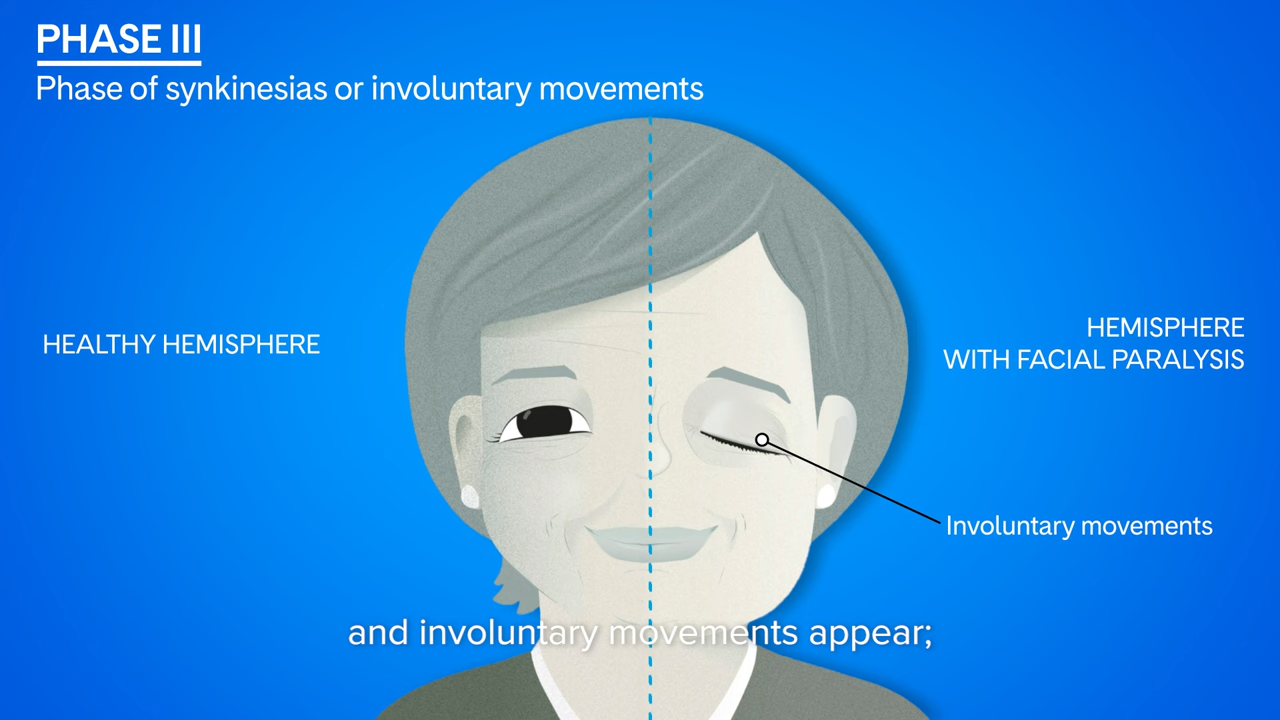 PHASE III
Phase of synkinesias or involuntary movements
HEALTHY HEMISPHERE
HEMISPHERE
WITH FACIAL PARALYSIS
Involuntary movements
and involuntary movements appear;